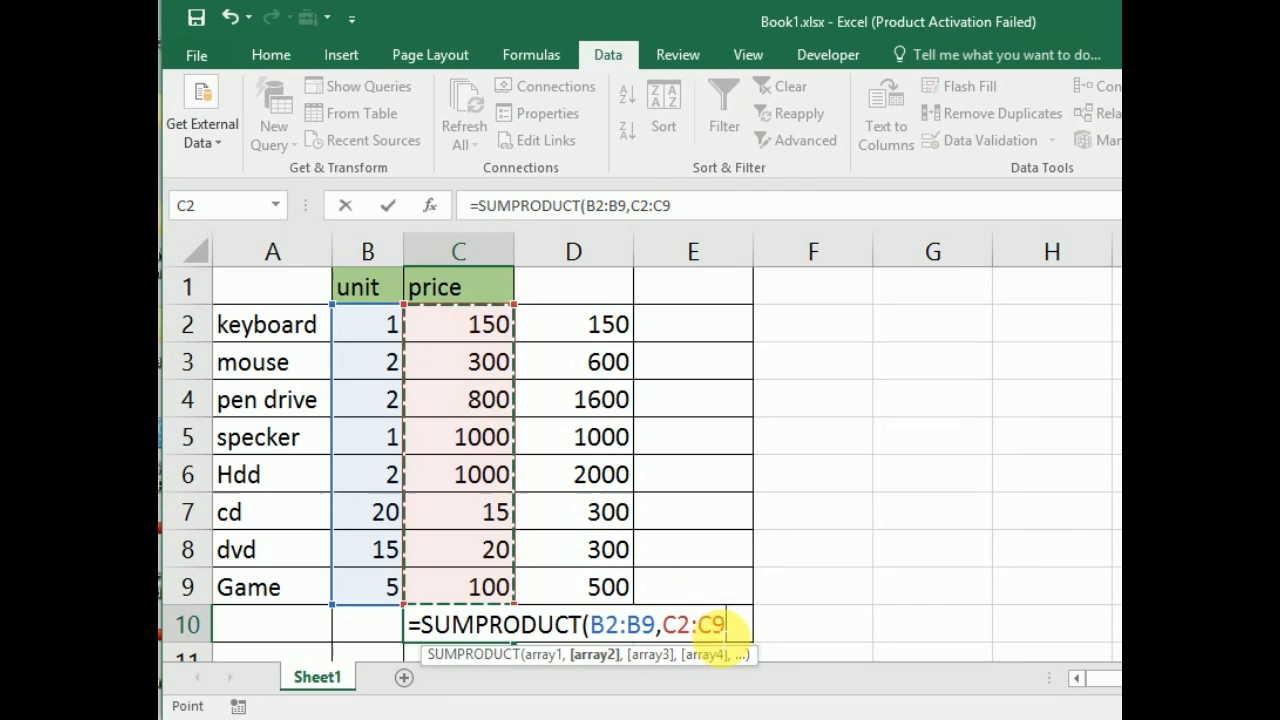 Book1.xlsx - Excel (Product Activation Failed)
File Home Insert Page Layout Formulas Data Review View Developer Tell me what you want to do...
Show Queries Connections Clear Flash Fill Con
Get External Data New Query From Table Refresh All Properties Sort Filter Reapply Text to Columns Remove Duplicates Rela
Recent Sources Edit Links Advanced Data Validation Mar
Get & Transform Connections Sort & Filter Data Tools
C2 fx =SUMPRODUCT(B2:B9,C2:C9
A B C D E F G H
1 unit price
2 keyboard 1 150 150
3 mouse 2 300 600
4 pen drive 2 800 1600
5 specker 1 1000 1000
6 Hdd 2 1000 2000
7 cd 20 15 300
8 dvd 15 20 300
9 Game 5 100 500
10 =SUMPRODUCT(B2:B9,C2:C9
SUMPRODUCT(array1, [array2], [array3], [array4], ...)
11
Sheet1
Point